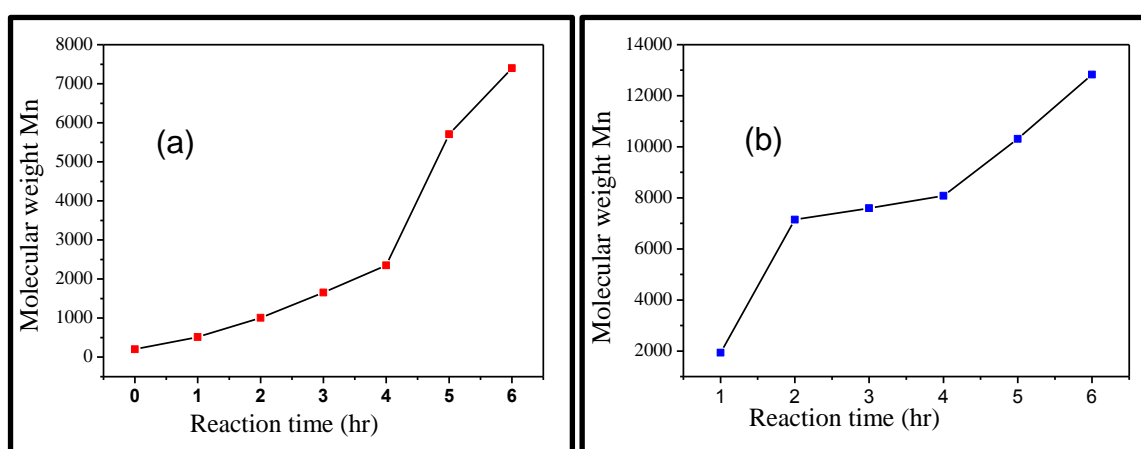 8000
7000
6000
5000
4000
3000
2000
1000
0
Molecular weight Mn
(a)
0 1 2 3 4 5 6
Reaction time (hr)
14000
12000
10000
8000
6000
4000
2000
Molecular weight Mn
(b)
1 2 3 4 5 6
Reaction time (hr)